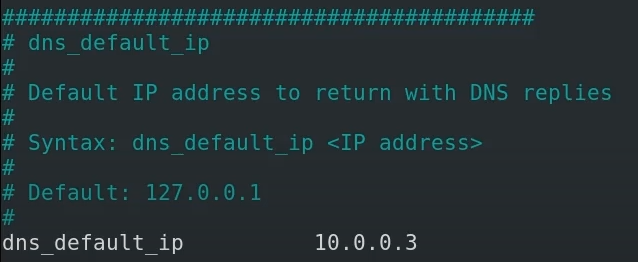 #########################################
# dns_default_ip
#
# Default IP address to return with DNS replies
#
# Syntax: dns_default_ip <IP address>
#
# Default: 127.0.0.1
#
dns_default_ip          10.0.0.3